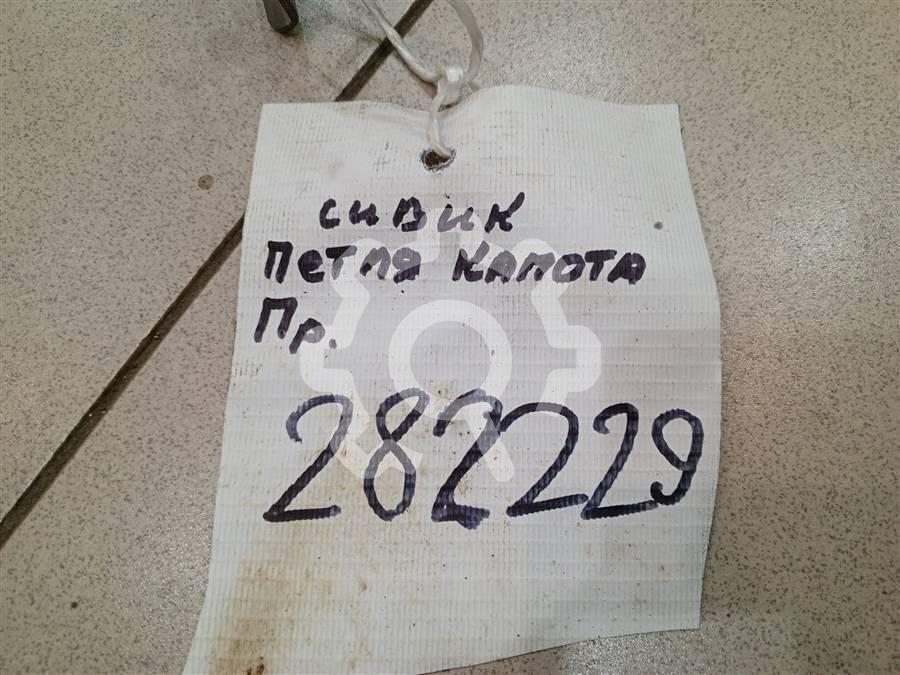 сивик
Петля капота
Пр.
282229